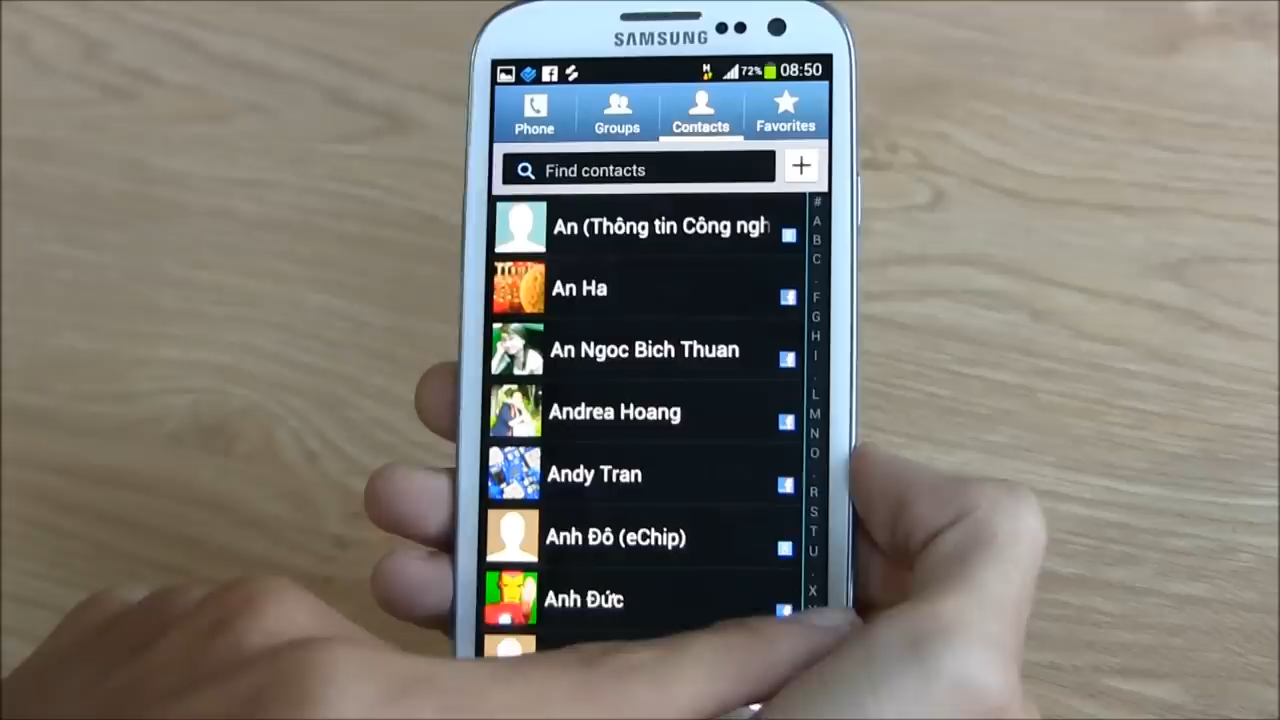 SAMSUNG
H 72% 08:50
Phone Groups Contacts Favorites
Find contacts +
An (Thông tin Công ngh
An Ha
An Ngoc Bich Thuan
Andrea Hoang
Andy Tran
Anh Đô (eChip)
Anh Đức
#
A
B
C
.
F
G
H
I
.
L
M
N
O
.
R
S
T
U
.
X